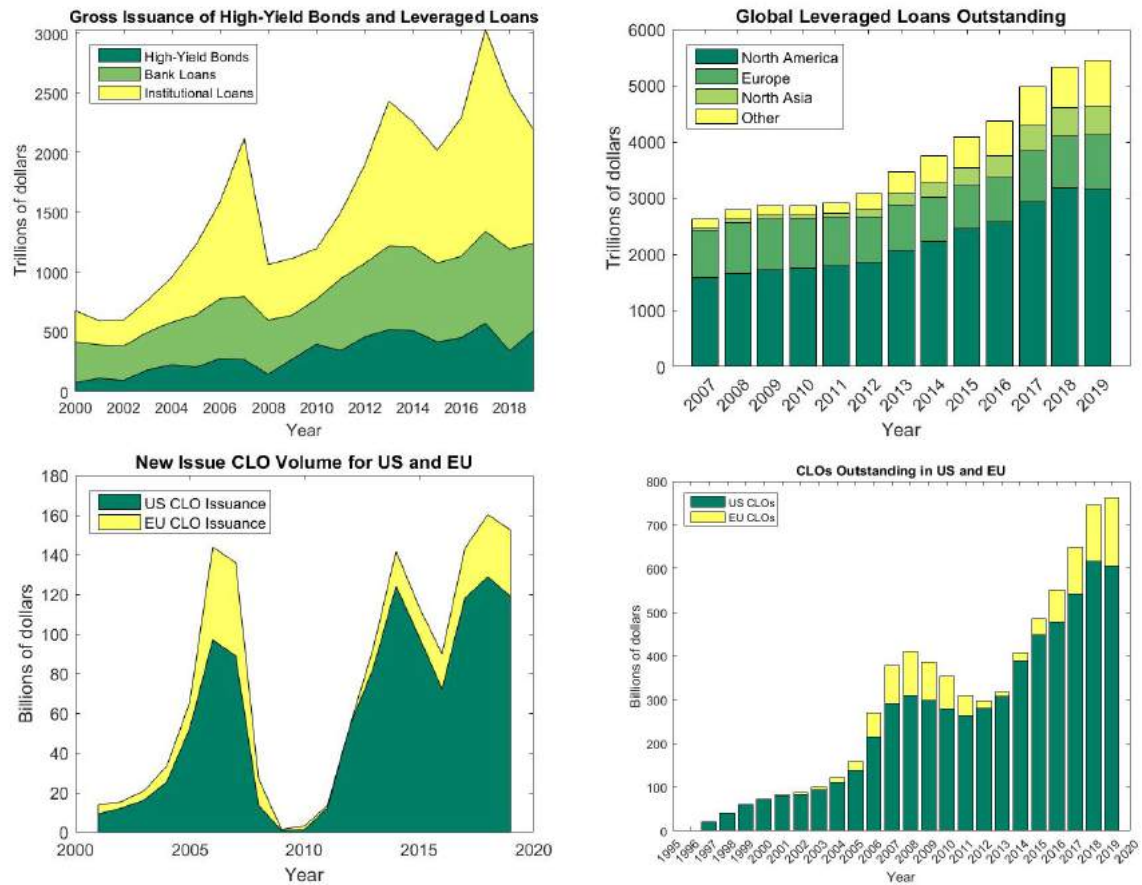 Gross Issuance of High-Yield Bonds and Leveraged Loans
High-Yield Bonds
Bank Loans
Institutional Loans
Trillions of dollars
3000
2500
2000
1500
1000
500
0
2000 2002 2004 2006 2008 2010 2012 2014 2016 2018
Year
Global Leveraged Loans Outstanding
North America
Europe
North Asia
Other
Trillions of dollars
6000
5000
4000
3000
2000
1000
0
2007 2008 2009 2010 2011 2012 2013 2014 2015 2016 2017 2018 2019
Year
New Issue CLO Volume for US and EU
US CLO Issuance
EU CLO Issuance
Billions of dollars
180
160
140
120
100
80
60
40
20
0
2000 2005 2010 2015 2020
Year
CLOs Outstanding in US and EU
US CLOs
EU CLOs
Billions of dollars
800
700
600
500
400
300
200
100
0
1995 1996 1997 1998 1999 2000 2001 2002 2003 2004 2005 2006 2007 2008 2009 2010 2011 2012 2013 2014 2015 2016 2017 2018 2019 2020
Year